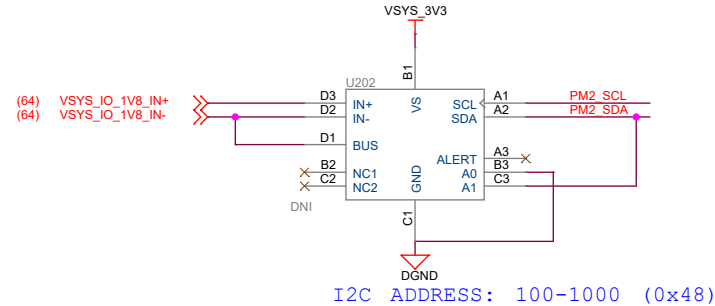 VSYS_3V3
B1
U202
(64) VSYS_IO_1V8_IN+ D3 IN+ VS SCL A1 PM2_SCL
(64) VSYS_IO_1V8_IN- D2 IN- SDA A2 PM2_SDA
D1 BUS
ALERT A3
B2 NC1 A0 B3
C2 NC2 GND A1 C3
DNI
C1
DGND
I2C ADDRESS: 100-1000 (0x48)